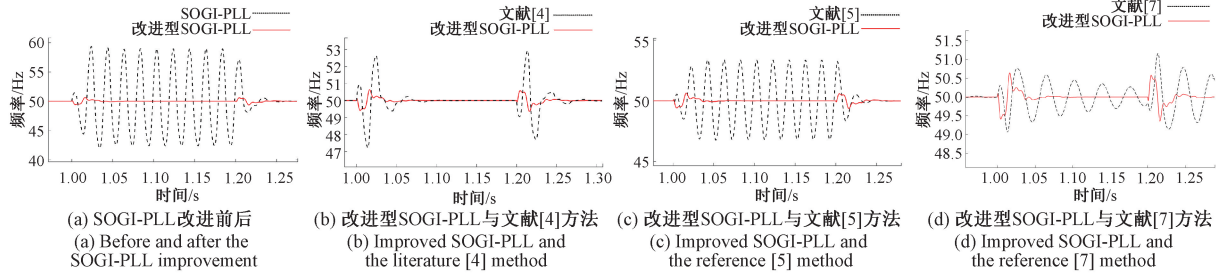 SOGI-PLL
改进型SOGI-PLL
频率/Hz
60
55
50
45
40
1.00 1.05 1.10 1.15 1.20 1.25
时间/s
(a) SOGI-PLL改进前后
(a) Before and after the
SOGI-PLL improvement
文献[4]
改进型SOGI-PLL
频率/Hz
53
52
51
50
49
48
47
1.00 1.05 1.10 1.15 1.20 1.25 1.30
时间/s
(b) 改进型SOGI-PLL与文献[4]方法
(b) Improved SOGI-PLL and
the literature [4] method
文献[5]
改进型SOGI-PLL
频率/Hz
55
50
45
1.00 1.05 1.10 1.15 1.20 1.25
时间/s
(c) 改进型SOGI-PLL与文献[5]方法
(c) Improved SOGI-PLL and
the reference [5] method
文献[7]
改进型SOGI-PLL
频率/Hz
51.5
51.0
50.5
50.0
49.5
49.0
48.5
1.00 1.05 1.10 1.15 1.20 1.25
时间/s
(d) 改进型SOGI-PLL与文献[7]方法
(d) Improved SOGI-PLL and
the reference [7] method